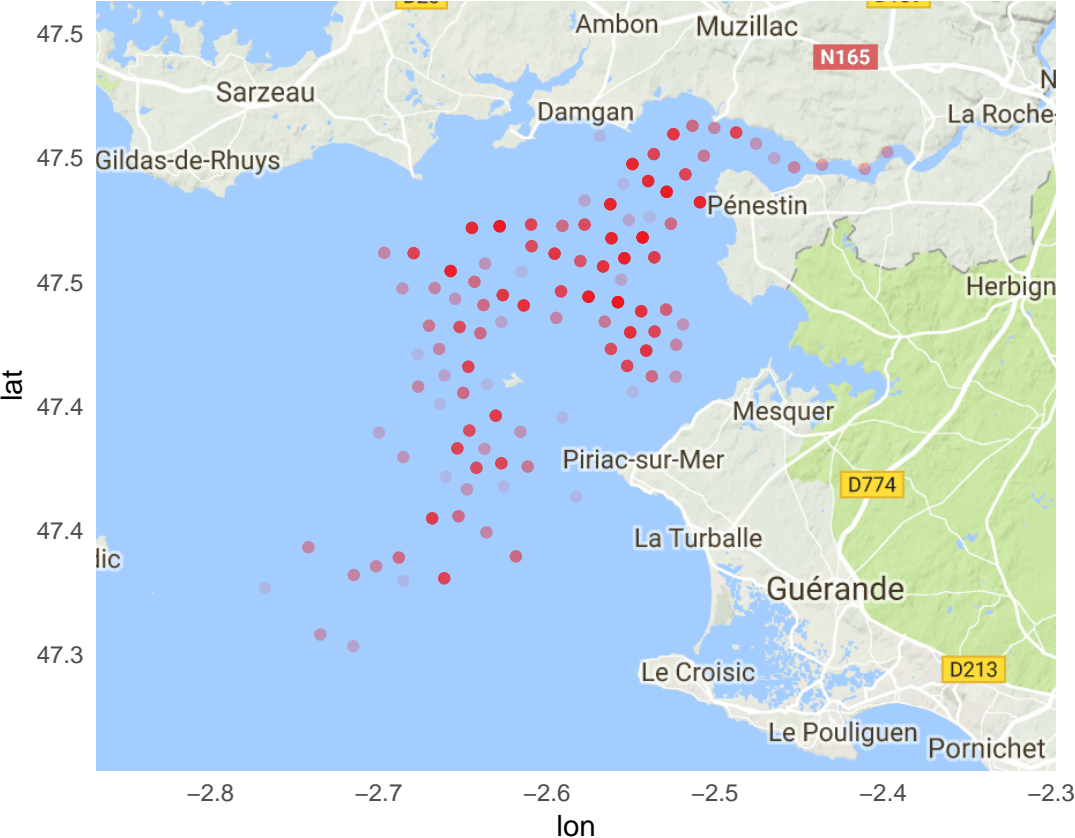 47.5
Ambon
Muzillac
N165
Sarzeau
La Roche-
Damgan
47.5
Gildas-de-Rhuys
Pénestin
47.5
Herbign
47.4
Mesquer
Piriac-sur-Mer
D774
47.4
La Turballe
dic
Guérande
47.3
Le Croisic
D213
Le Pouliguen
Pornichet
lat
−2.8
−2.7
−2.6
−2.5
−2.4
−2.3
lon